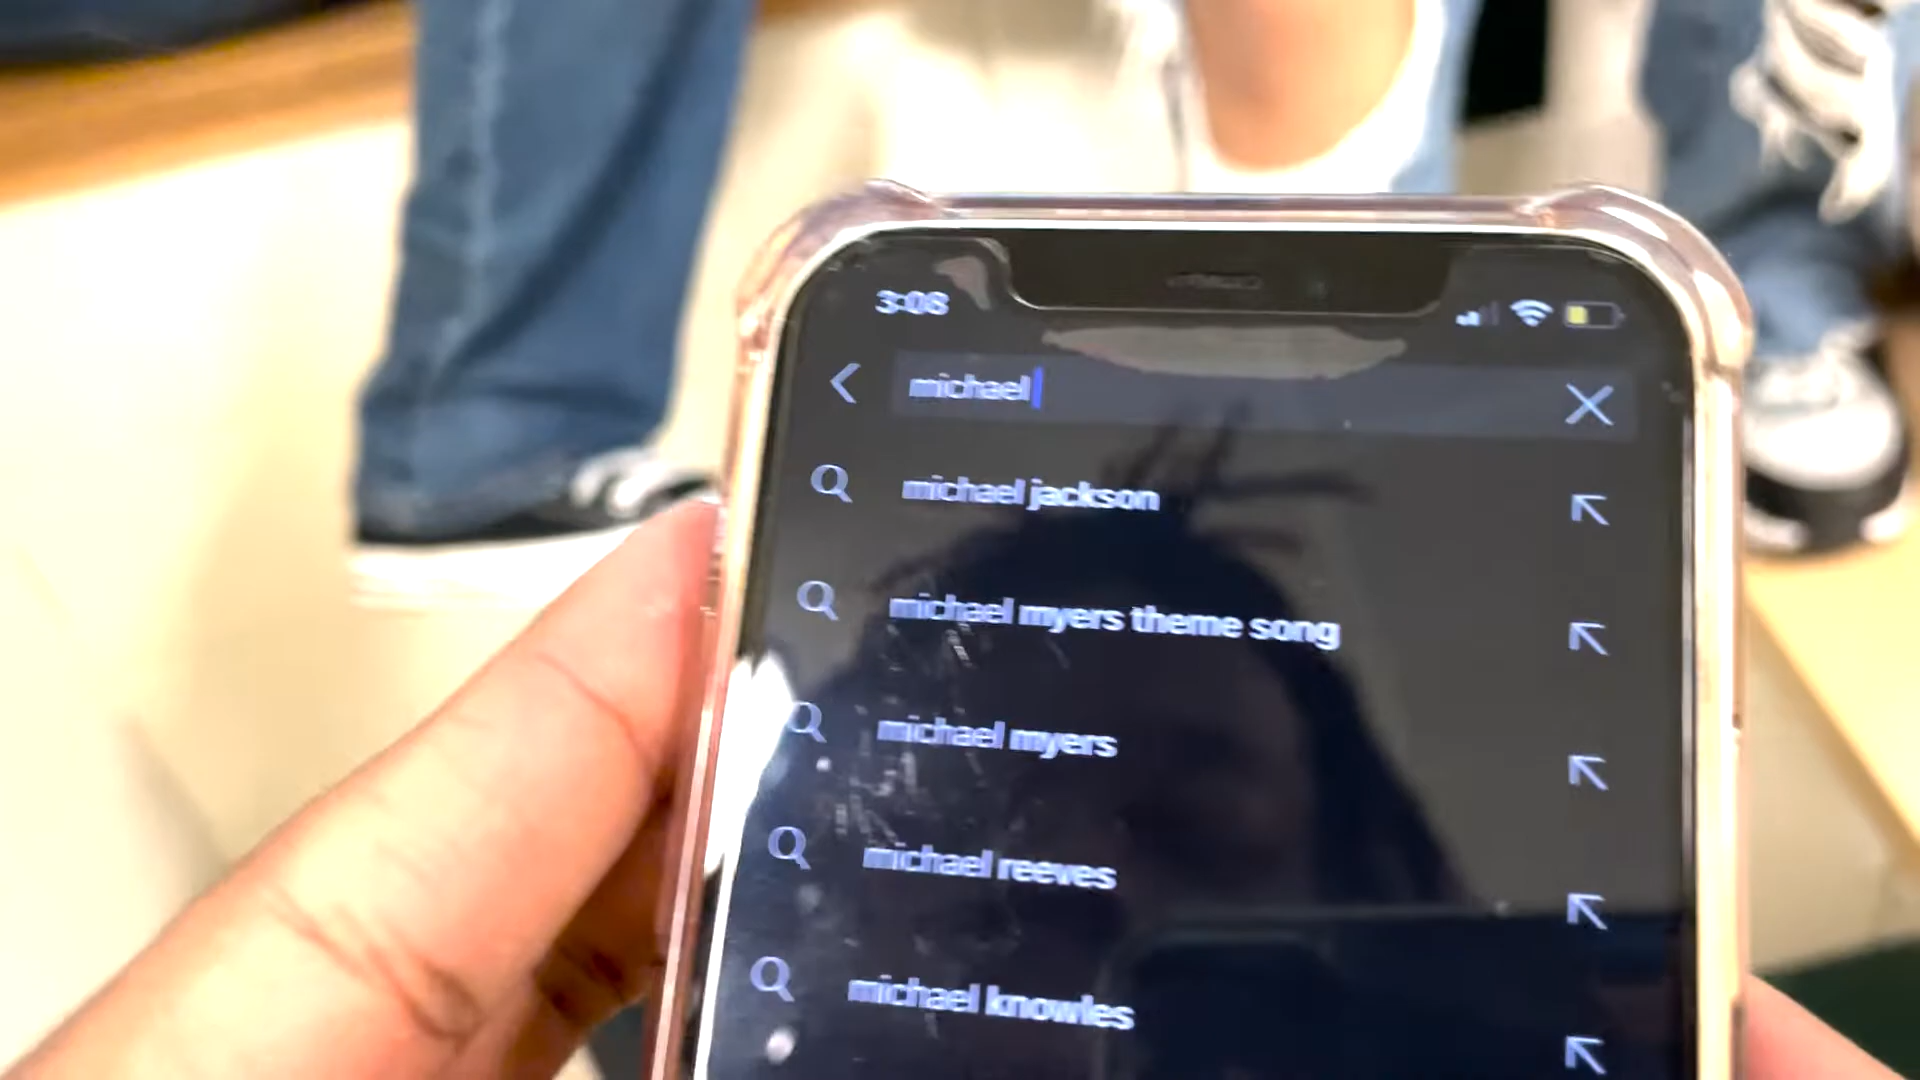 3:08
michael
michael jackson
michael myers theme song
michael myers
michael reeves
michael knowles